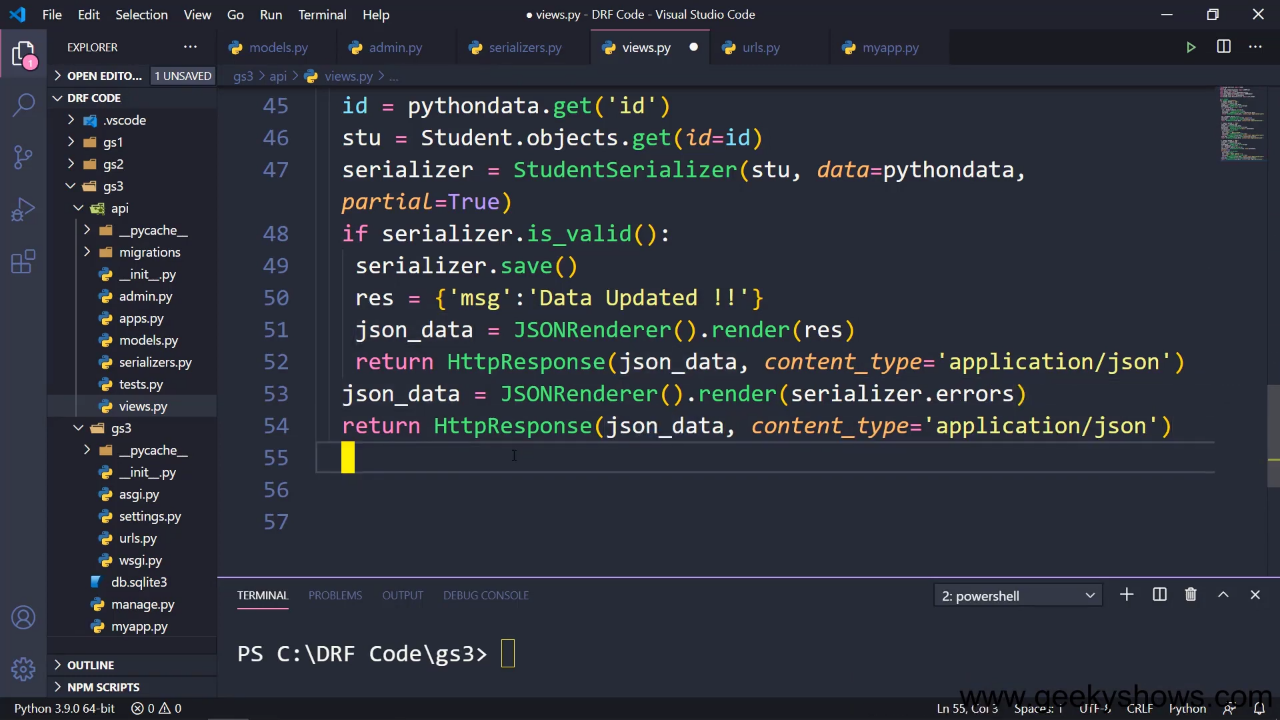 File Edit Selection View Go Run Terminal Help
● views.py - DRF Code - Visual Studio Code
EXPLORER ...
models.py admin.py serializers.py views.py urls.py myapp.py
1
OPEN EDITO... 1 UNSAVED
gs3 > api > views.py > ...
DRF CODE
.vscode
gs1
gs2
gs3
api
__pycache__
migrations
__init__.py
admin.py
apps.py
models.py
serializers.py
tests.py
views.py
gs3
__pycache__
__init__.py
asgi.py
settings.py
urls.py
wsgi.py
db.sqlite3
manage.py
myapp.py
OUTLINE
NPM SCRIPTS
45 id = pythondata.get('id')
46 stu = Student.objects.get(id=id)
47 serializer = StudentSerializer(stu, data=pythondata,
partial=True)
48 if serializer.is_valid():
49 serializer.save()
50 res = {'msg':'Data Updated !!'}
51 json_data = JSONRenderer().render(res)
52 return HttpResponse(json_data, content_type='application/json')
53 json_data = JSONRenderer().render(serializer.errors)
54 return HttpResponse(json_data, content_type='application/json')
55
56
57
TERMINAL PROBLEMS OUTPUT DEBUG CONSOLE 2: powershell
PS C:\DRF Code\gs3>
www.geekyshows.com
Python 3.9.0 64-bit 0 0 Ln 55, Col 3 Spaces: 1 UTF-8 CRLF Python